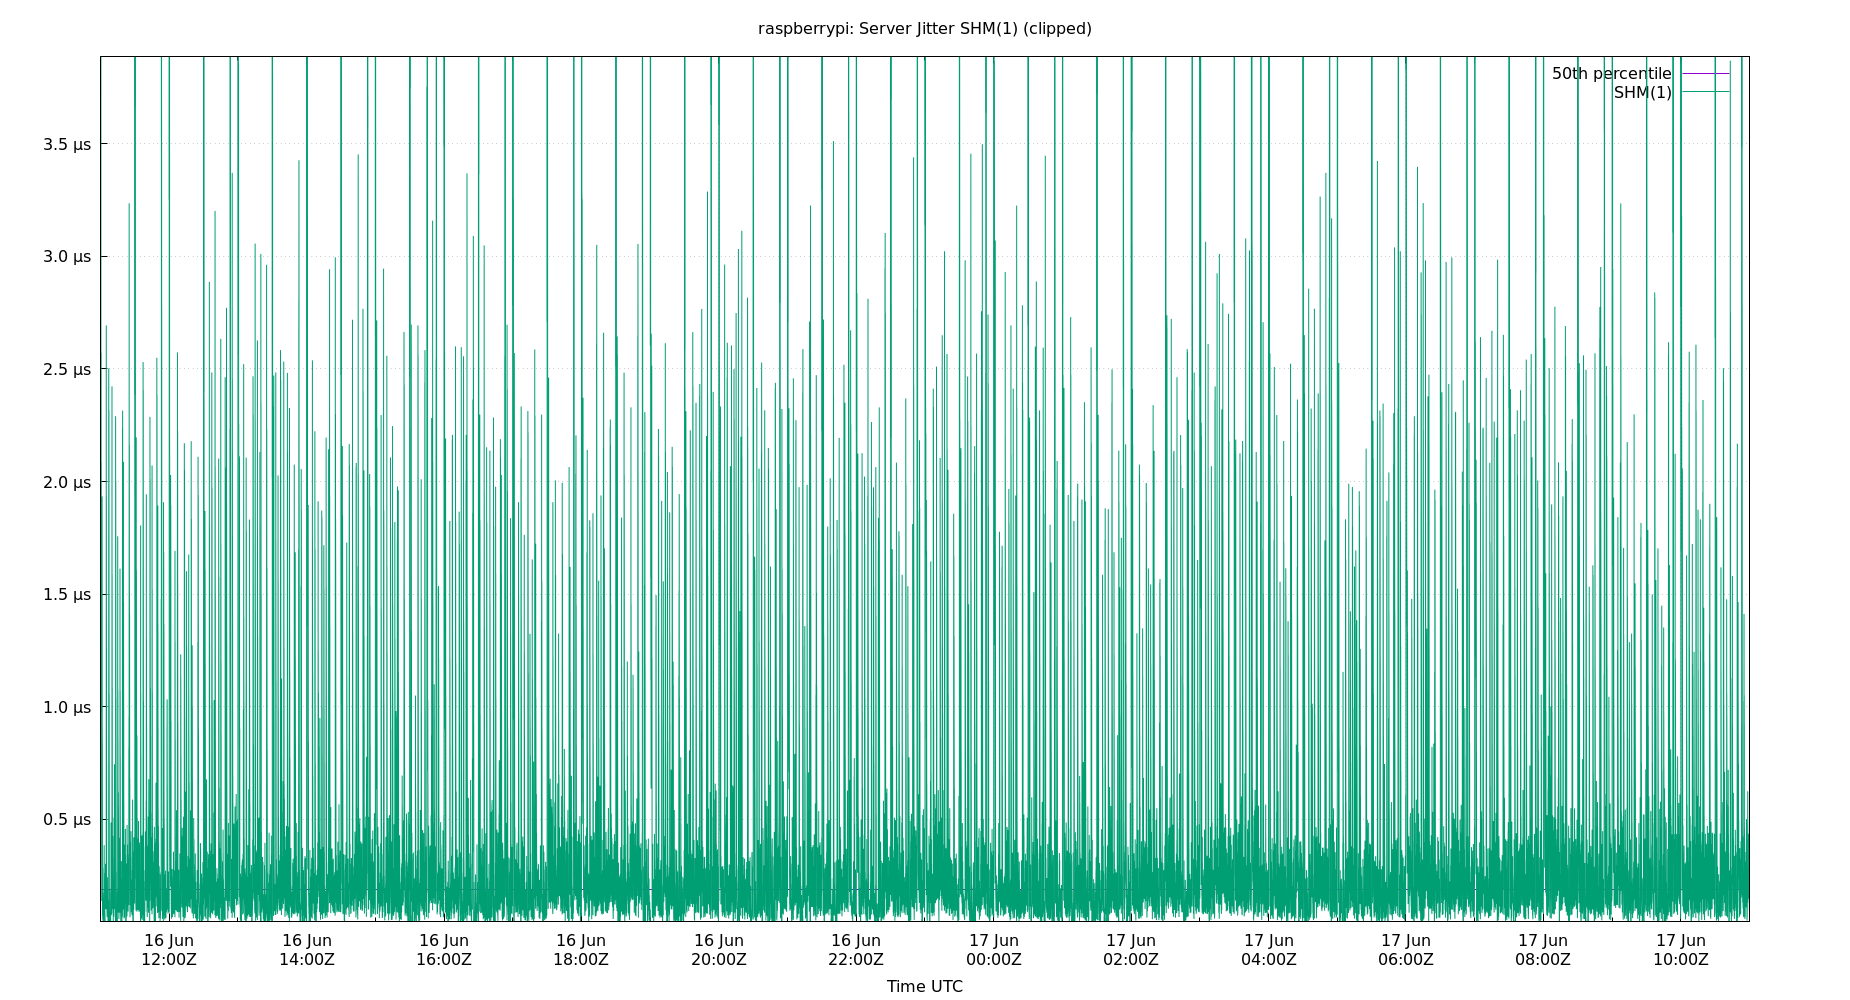 raspberrypi: Server Jitter SHM(1) (clipped)
50th percentile
SHM(1)
3.5 µs
3.0 µs
2.5 µs
2.0 µs
1.5 µs
1.0 µs
0.5 µs
16 Jun 16 Jun 16 Jun 16 Jun 16 Jun 16 Jun 17 Jun 17 Jun 17 Jun 17 Jun 17 Jun 17 Jun
12:00Z 14:00Z 16:00Z 18:00Z 20:00Z 22:00Z 00:00Z 02:00Z 04:00Z 06:00Z 08:00Z 10:00Z
Time UTC